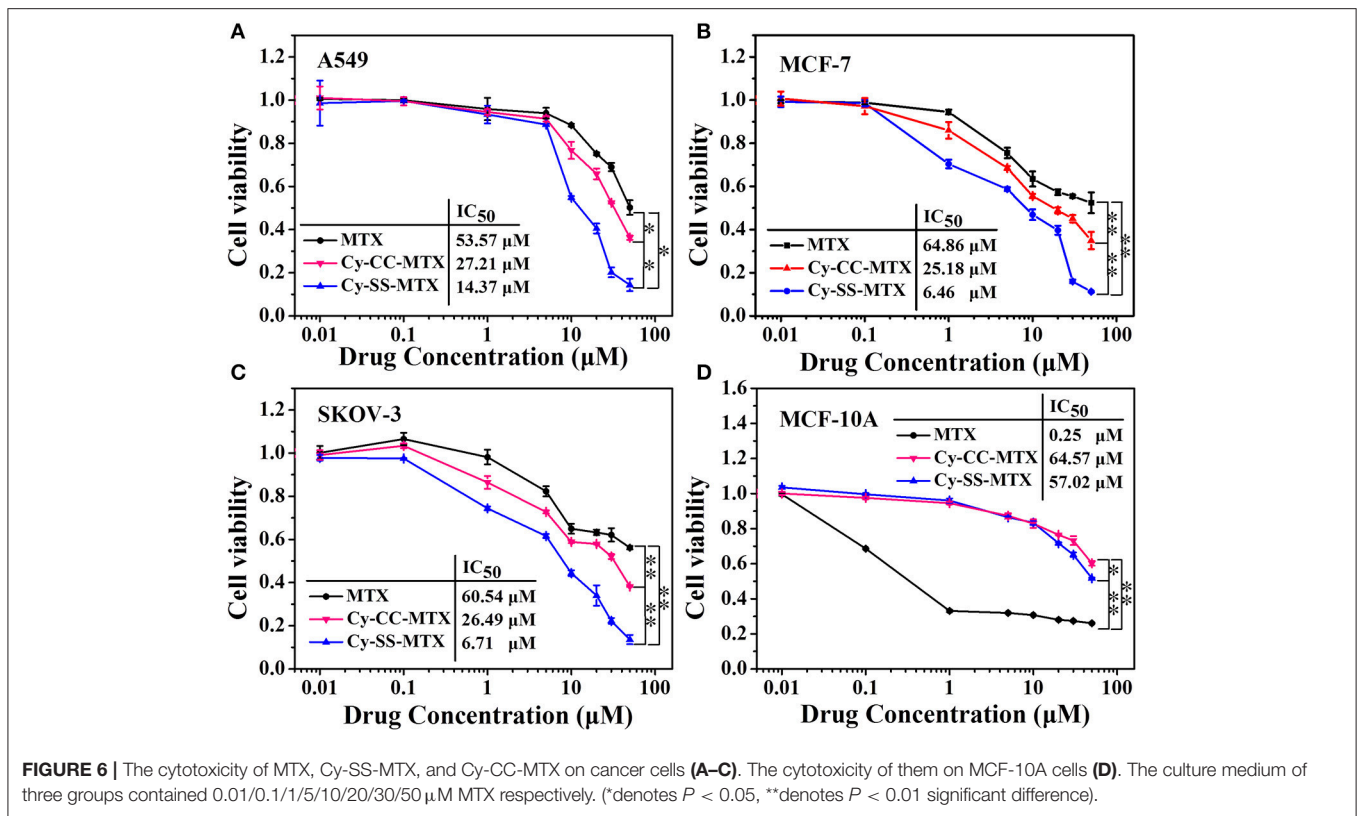 A
A549
1.2
1.0
0.8
0.6
0.4
0.2
0.0
Cell viability
IC50
MTX 53.57 μM
Cy-CC-MTX 27.21 μM
Cy-SS-MTX 14.37 μM
*
*
*
0.01 0.1 1 10 100
Drug Concentration (μM)
B
MCF-7
1.2
1.0
0.8
0.6
0.4
0.2
0.0
Cell viability
IC50
MTX 64.86 μM
Cy-CC-MTX 25.18 μM
Cy-SS-MTX 6.46 μM
**
**
**
0.01 0.1 1 10 100
Drug Concentration (μM)
C
SKOV-3
1.2
1.0
0.8
0.6
0.4
0.2
0.0
Cell viability
IC50
MTX 60.54 μM
Cy-CC-MTX 26.49 μM
Cy-SS-MTX 6.71 μM
**
**
**
0.01 0.1 1 10 100
Drug Concentration (μM)
D
MCF-10A
1.6
1.4
1.2
1.0
0.8
0.6
0.4
0.2
0.0
Cell viability
IC50
MTX 0.25 μM
Cy-CC-MTX 64.57 μM
Cy-SS-MTX 57.02 μM
*
**
**
0.01 0.1 1 10 100
Drug Concentration (μM)
FIGURE 6 | The cytotoxicity of MTX, Cy-SS-MTX, and Cy-CC-MTX on cancer cells (A–C). The cytotoxicity of them on MCF-10A cells (D). The culture medium of
three groups contained 0.01/0.1/1/5/10/20/30/50 μM MTX respectively. (*denotes P < 0.05, **denotes P < 0.01 significant difference).